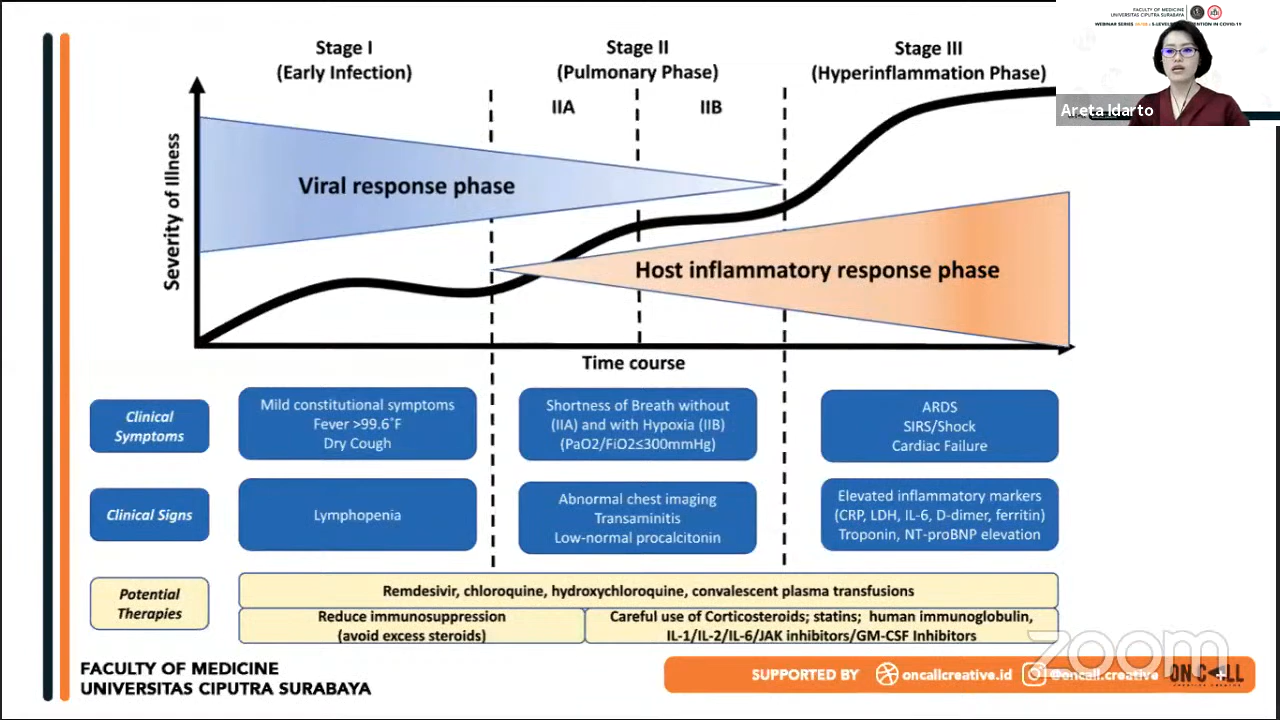 FACULTY OF MEDICINE
UNIVERSITAS CIPUTRA SURABAYA
Areta Idarto
Stage I
(Early Infection)
Stage II
(Pulmonary Phase)
Stage III
(Hyperinflammation Phase)
IIA
IIB
Severity of Illness
Viral response phase
Host inflammatory response phase
Time course
Clinical
Symptoms
Mild constitutional symptoms
Fever >99.6˚F
Dry Cough
Shortness of Breath without
(IIA) and with Hypoxia (IIB)
(PaO2/FiO2≤300mmHg)
ARDS
SIRS/Shock
Cardiac Failure
Clinical Signs
Lymphopenia
Abnormal chest imaging
Transaminitis
Low-normal procalcitonin
Elevated inflammatory markers
(CRP, LDH, IL-6, D-dimer, ferritin)
Troponin, NT-proBNP elevation
Potential
Therapies
Remdesivir, chloroquine, hydroxychloroquine, convalescent plasma transfusions
Reduce immunosuppression
(avoid excess steroids)
Careful use of Corticosteroids; statins; human immunoglobulin,
IL-1/IL-2/IL-6/JAK inhibitors/GM-CSF Inhibitors
zoom
FACULTY OF MEDICINE
UNIVERSITAS CIPUTRA SURABAYA
SUPPORTED BY
oncallcreative.id
@oncall.creative
ON CALL